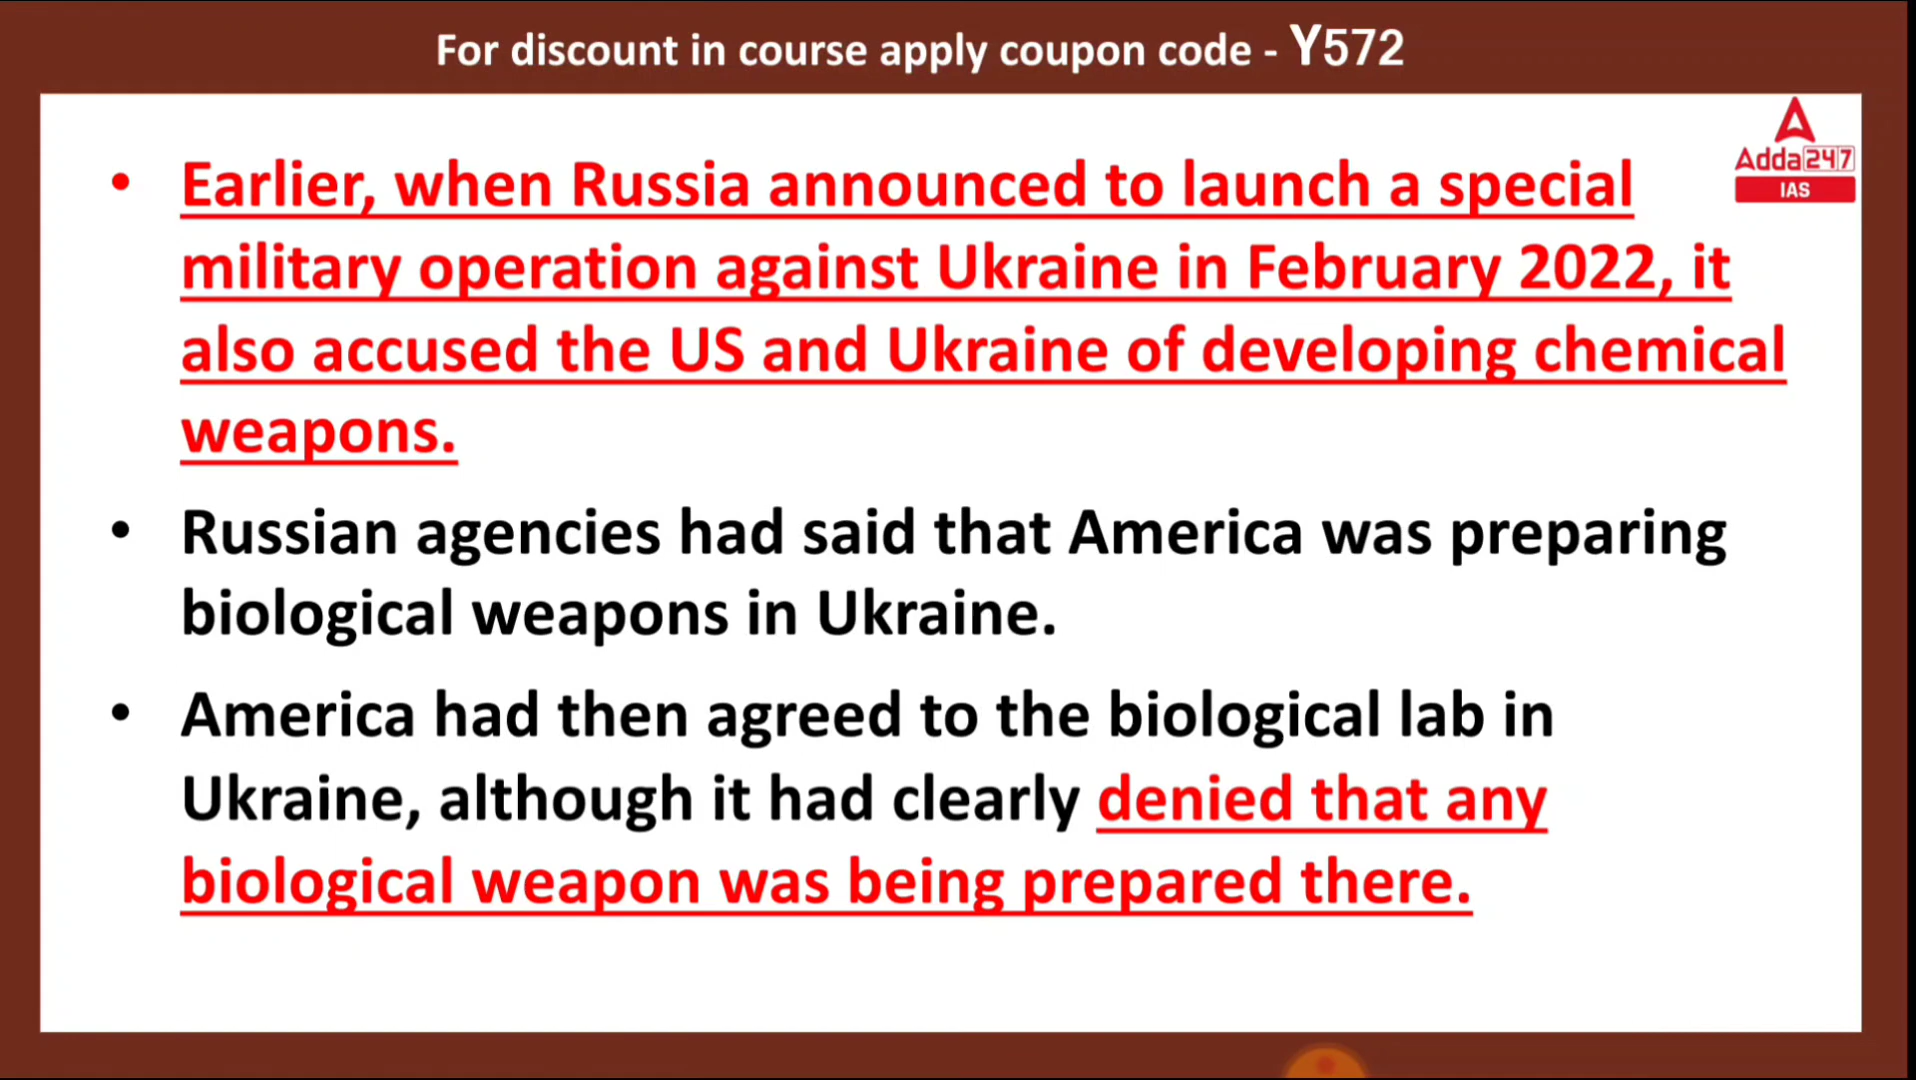 For discount in course apply coupon code - Y572
Adda247
IAS
• Earlier, when Russia announced to launch a special
military operation against Ukraine in February 2022, it
also accused the US and Ukraine of developing chemical
weapons.
• Russian agencies had said that America was preparing
biological weapons in Ukraine.
• America had then agreed to the biological lab in
Ukraine, although it had clearly denied that any
biological weapon was being prepared there.